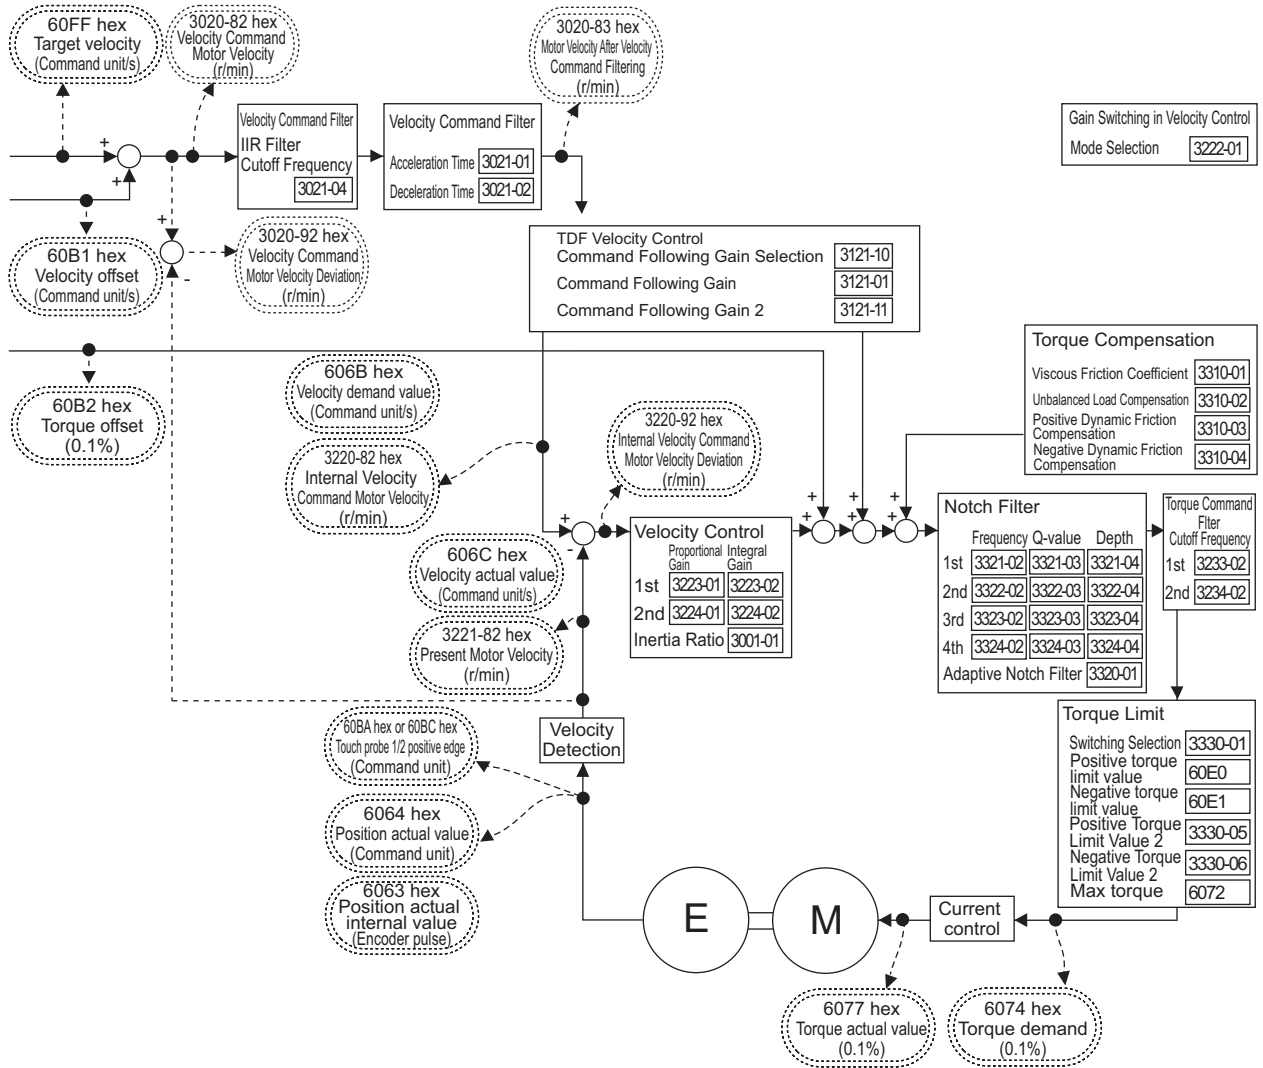 60FF hex
Target velocity
(Command unit/s)
3020-82 hex
Velocity Command
Motor Velocity
(r/min)
3020-83 hex
Motor Velocity After Velocity
Command Filtering
(r/min)
Velocity Command Filter
IIR Filter
Cutoff Frequency
3021-04
Velocity Command Filter
Acceleration Time 3021-01
Deceleration Time 3021-02
Gain Switching in Velocity Control
Mode Selection 3222-01
+
+
+
-
60B1 hex
Velocity offset
(Command unit/s)
3020-92 hex
Velocity Command
Motor Velocity Deviation
(r/min)
TDF Velocity Control
Command Following Gain Selection 3121-10
Command Following Gain 3121-01
Command Following Gain 2 3121-11
60B2 hex
Torque offset
(0.1%)
606B hex
Velocity demand value
(Command unit/s)
3220-82 hex
Internal Velocity
Command Motor Velocity
(r/min)
3220-92 hex
Internal Velocity Command
Motor Velocity Deviation
(r/min)
Torque Compensation
Viscous Friction Coefficient 3310-01
Unbalanced Load Compensation 3310-02
Positive Dynamic Friction
Compensation 3310-03
Negative Dynamic Friction
Compensation 3310-04
+
-
+
+
+
+
+
+
606C hex
Velocity actual value
(Command unit/s)
3221-82 hex
Present Motor Velocity
(r/min)
Velocity Control
Proportional Gain Integral Gain
1st 3223-01 3223-02
2nd 3224-01 3224-02
Inertia Ratio 3001-01
Notch Filter
Frequency Q-value Depth
1st 3321-02 3321-03 3321-04
2nd 3322-02 3322-03 3322-04
3rd 3323-02 3323-03 3323-04
4th 3324-02 3324-03 3324-04
Adaptive Notch Filter 3320-01
Torque Command
Flter
Cutoff Frequency
1st 3233-02
2nd 3234-02
Velocity
Detection
60BA hex or 60BC hex
Touch probe 1/2 positive edge
(Command unit)
6064 hex
Position actual value
(Command unit)
6063 hex
Position actual
internal value
(Encoder pulse)
Torque Limit
Switching Selection 3330-01
Positive torque
limit value 60E0
Negative torque
limit value 60E1
Positive Torque
Limit Value 2 3330-05
Negative Torque
Limit Value 2 3330-06
Max torque 6072
E
M
Current
control
6077 hex
Torque actual value
(0.1%)
6074 hex
Torque demand
(0.1%)